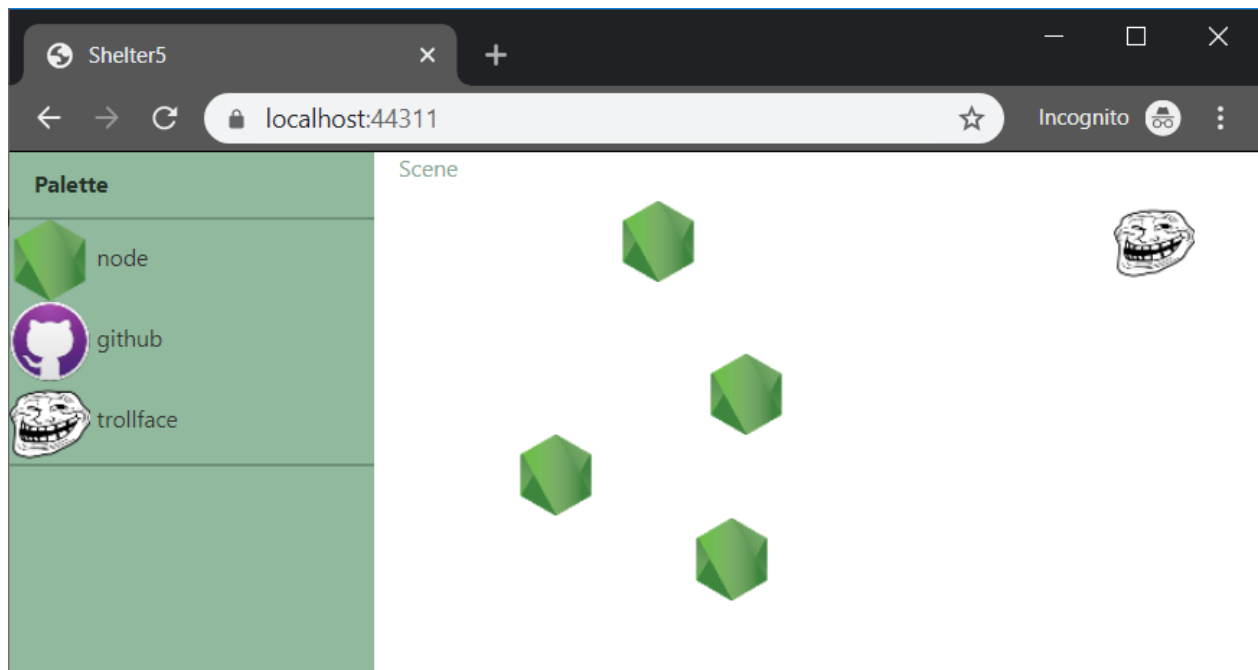 Shelter5
localhost:44311
Incognito
Palette
Scene
node
github
trollface